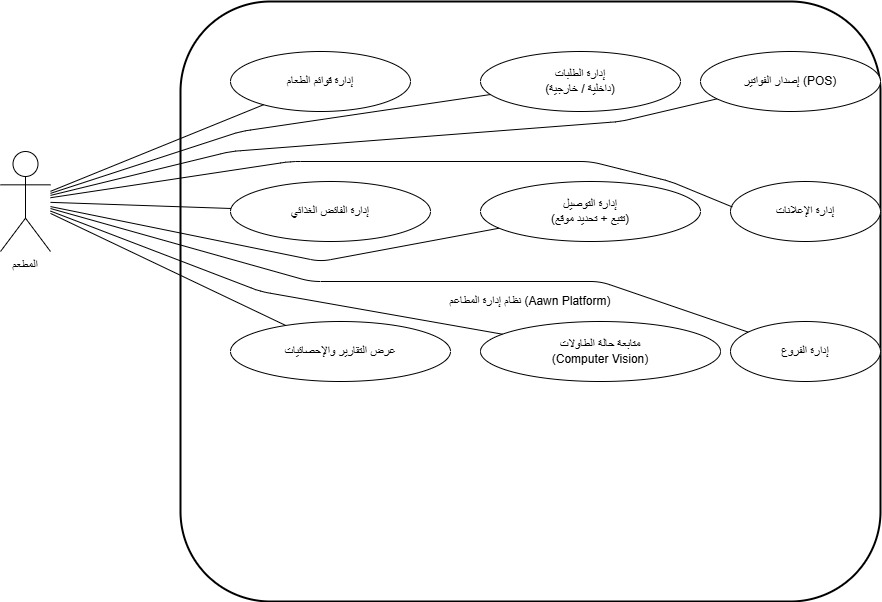 إدارة قوائم الطعام
إدارة الطلبات
(داخلية / خارجية)
إصدار الفواتير (POS)
المطعم
إدارة الفائض الغذائي
إدارة التوصيل
(تتبع + تحديد موقع)
إدارة الإعلانات
نظام إدارة المطاعم (Aawn Platform)
عرض التقارير والإحصائيات
متابعة حالة الطاولات
(Computer Vision)
إدارة الفروع